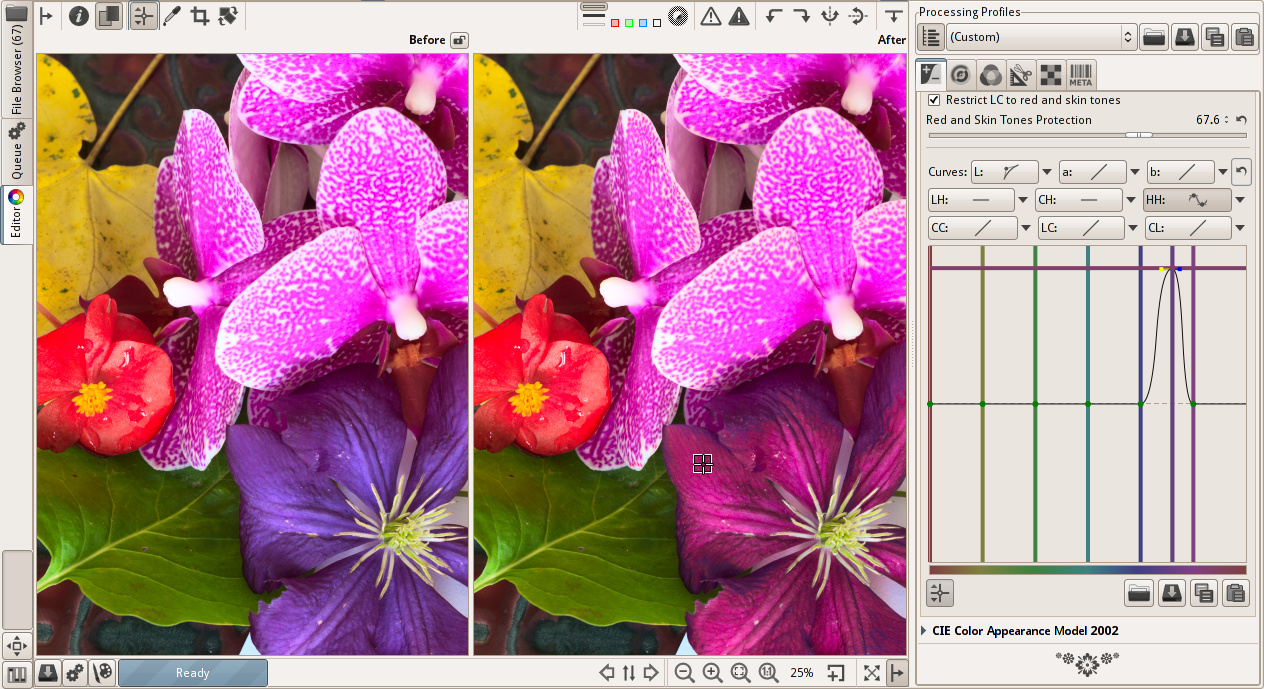 File Browser (67)
Queue
Editor
Before
After
Processing Profiles
(Custom)
META
Restrict LC to red and skin tones
Red and Skin Tones Protection 67.6
Curves: L: a: b:
LH: CH: HH:
CC: LC: CL:
CIE Color Appearance Model 2002
Ready
1:1
25%